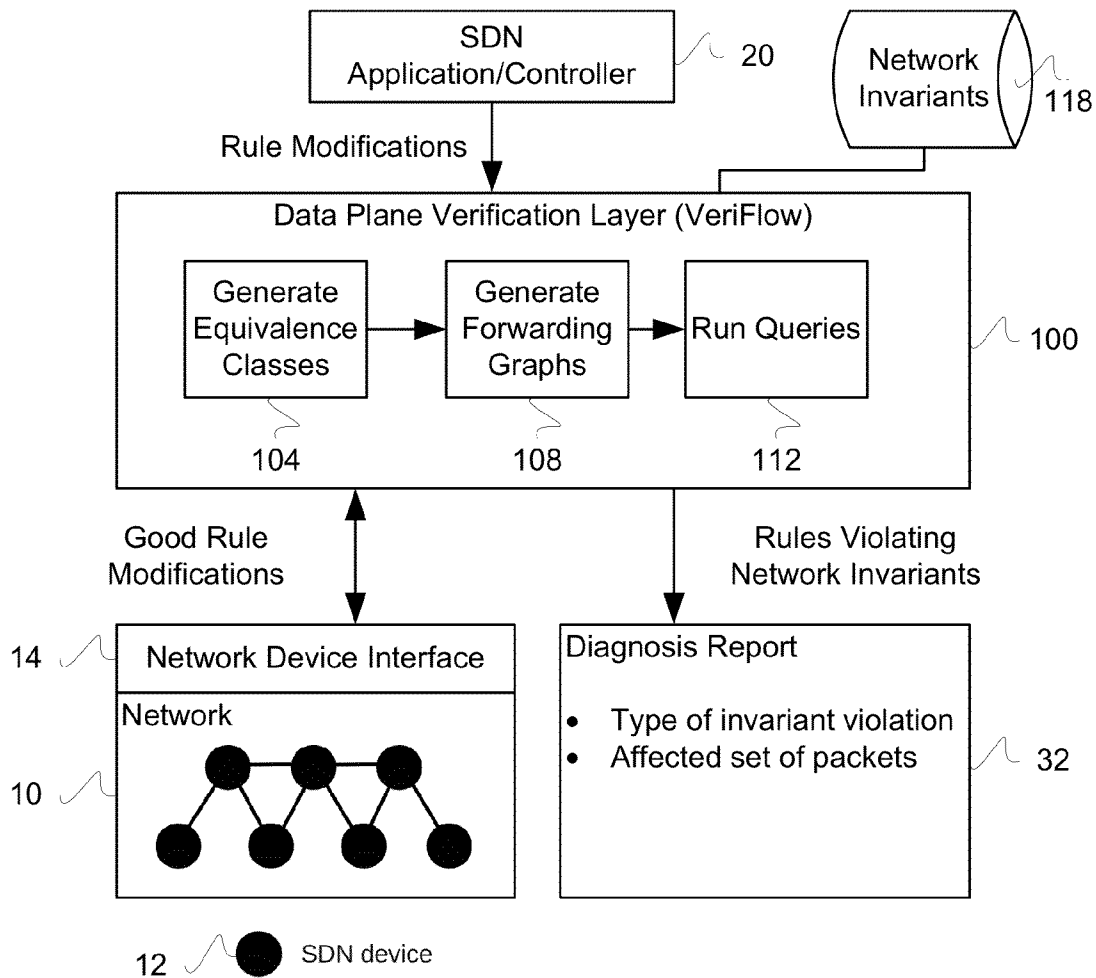 SDN
Application/Controller
20
Network
Invariants
118
Rule Modifications
Data Plane Verification Layer (VeriFlow)
Generate
Equivalence
Classes
Generate
Forwarding
Graphs
Run Queries
100
104
108
112
Good Rule
Modifications
Rules Violating
Network Invariants
14
Network Device Interface
Network
10
Diagnosis Report
• Type of invariant violation
• Affected set of packets
32
12
SDN device